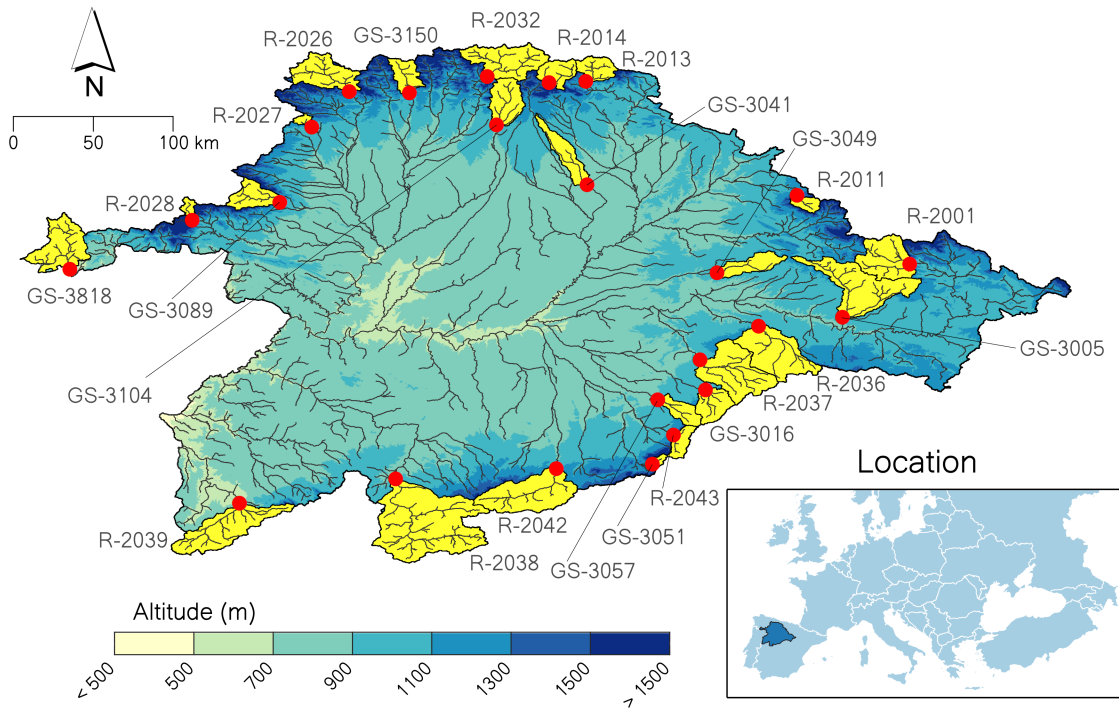 R-2032
R-2026
GS-3150
R-2014
R-2013
N
0
50
100 km
R-2027
GS-3041
GS-3049
R-2011
R-2028
R-2001
GS-3818
GS-3089
GS-3005
GS-3104
R-2036
R-2037
GS-3016
Location
R-2043
R-2039
R-2042
GS-3051
R-2038
GS-3057
Altitude (m)
< 500
500
700
900
1100
1300
1500
> 1500